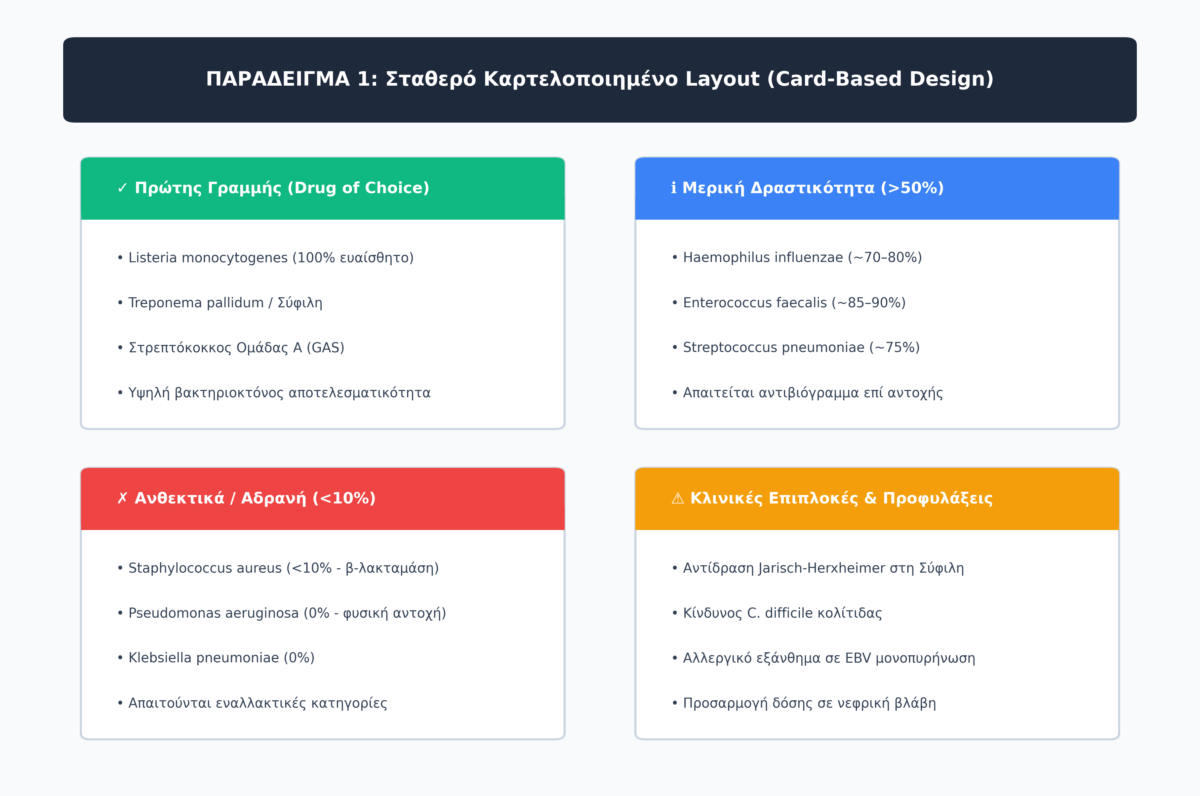 ΠΑΡΑΔΕΙΓΜΑ 1: Σταθερό Καρτελοποιημένο Layout (Card-Based Design)
✓ Πρώτης Γραμμής (Drug of Choice)
• Listeria monocytogenes (100% ευαίσθητο)
• Treponema pallidum / Σύφιλη
• Στρεπτόκοκκος Ομάδας Α (GAS)
• Υψηλή βακτηριοκτόνος αποτελεσματικότητα
ℹ Μερική Δραστικότητα (>50%)
• Haemophilus influenzae (~70–80%)
• Enterococcus faecalis (~85–90%)
• Streptococcus pneumoniae (~75%)
• Απαιτείται αντιβιόγραμμα επί αντοχής
✗ Ανθεκτικά / Αδρανή (<10%)
• Staphylococcus aureus (<10% - β-λακταμάση)
• Pseudomonas aeruginosa (0% - φυσική αντοχή)
• Klebsiella pneumoniae (0%)
• Απαιτούνται εναλλακτικές κατηγορίες
⚠ Κλινικές Επιπλοκές & Προφυλάξεις
• Αντίδραση Jarisch-Herxheimer στη Σύφιλη
• Κίνδυνος C. difficile κολίτιδας
• Αλλεργικό εξάνθημα σε EBV μονοπυρήνωση
• Προσαρμογή δόσης σε νεφρική βλάβη